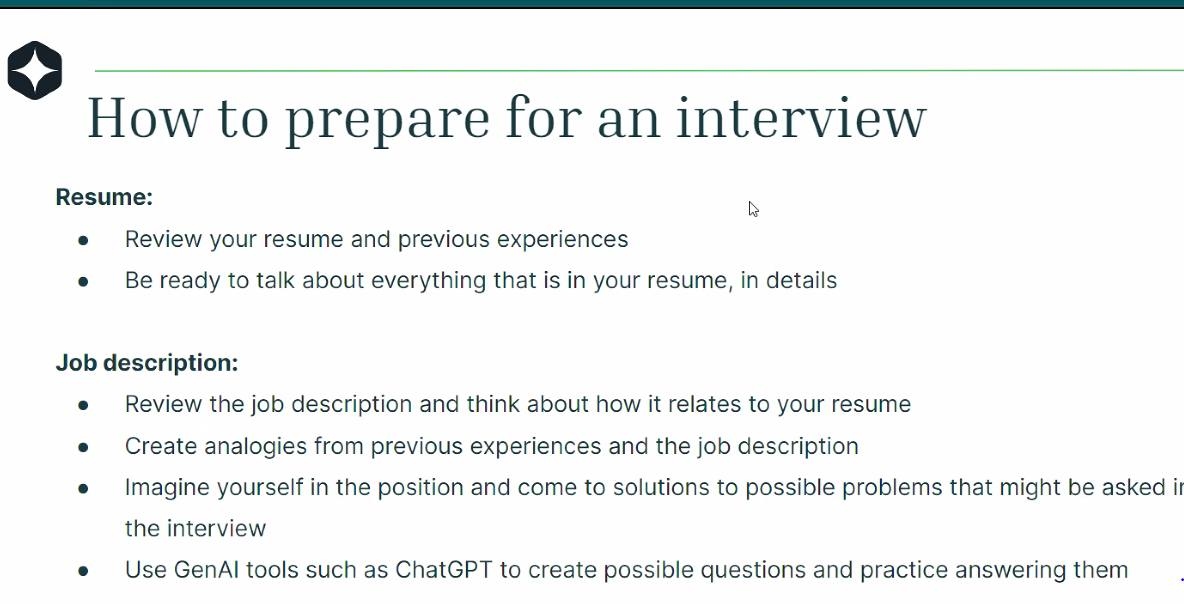 How to prepare for an interview
Resume:
● Review your resume and previous experiences
● Be ready to talk about everything that is in your resume, in details
Job description:
● Review the job description and think about how it relates to your resume
● Create analogies from previous experiences and the job description
● Imagine yourself in the position and come to solutions to possible problems that might be asked in
the interview
● Use GenAI tools such as ChatGPT to create possible questions and practice answering them